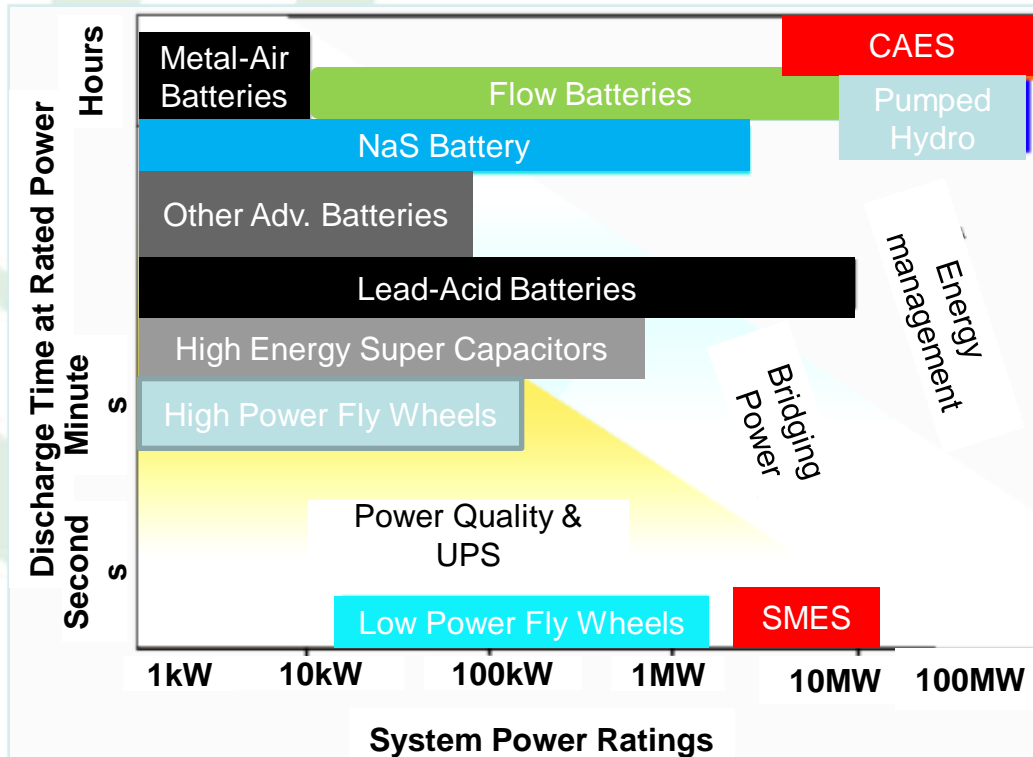 Discharge Time at Rated Power
Hours
Minute
s
Second
s
Metal-Air
Batteries
CAES
Flow Batteries
Pumped
Hydro
NaS Battery
Other Adv. Batteries
Lead-Acid Batteries
High Energy Super Capacitors
High Power Fly Wheels
Energy
management
Bridging
Power
Power Quality &
UPS
Low Power Fly Wheels
SMES
1kW 10kW 100kW 1MW 10MW 100MW
System Power Ratings